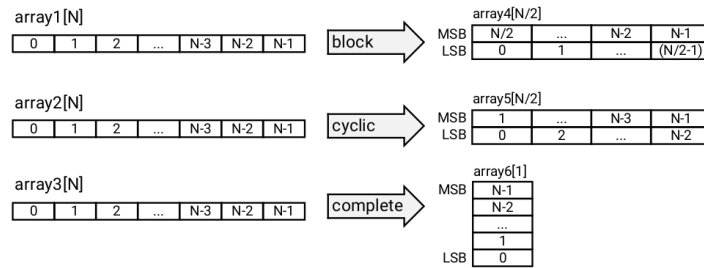 array1[N]
0 1 2 ... N-3 N-2 N-1
block
array4[N/2]
MSB N/2 ... N-2 N-1
LSB 0 1 ... (N/2-1)
array2[N]
0 1 2 ... N-3 N-2 N-1
cyclic
array5[N/2]
MSB 1 ... N-3 N-1
LSB 0 2 ... N-2
array3[N]
0 1 2 ... N-3 N-2 N-1
complete
array6[1]
MSB N-1
N-2
...
1
LSB 0